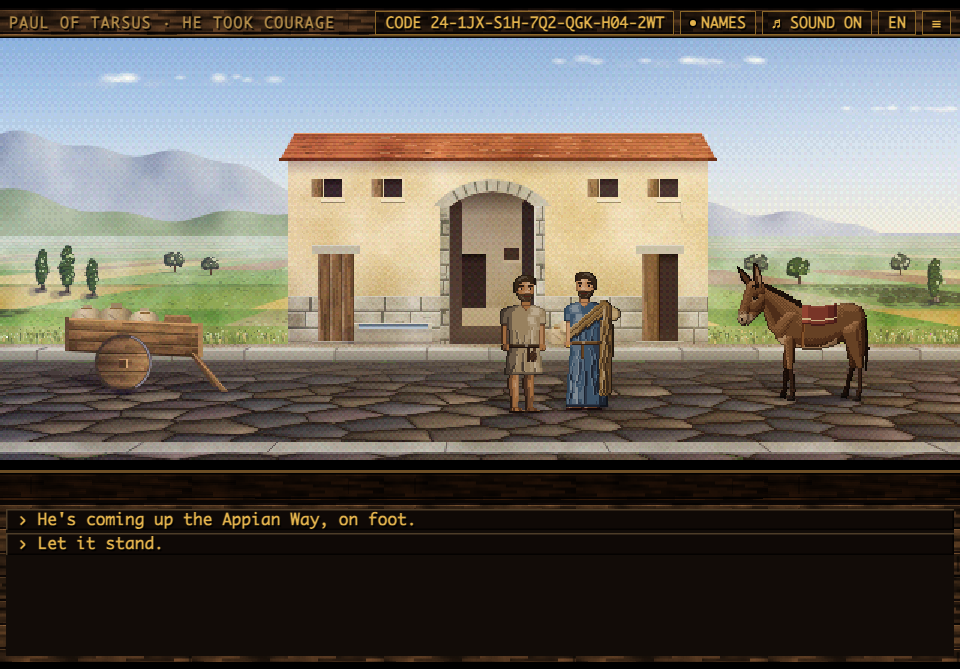 PAUL OF TARSUS · HE TOOK COURAGE
CODE 24-1JX-S1H-7Q2-QGK-H04-2WT
● NAMES
♬ SOUND ON
EN
≡
› He's coming up the Appian Way, on foot.
› Let it stand.